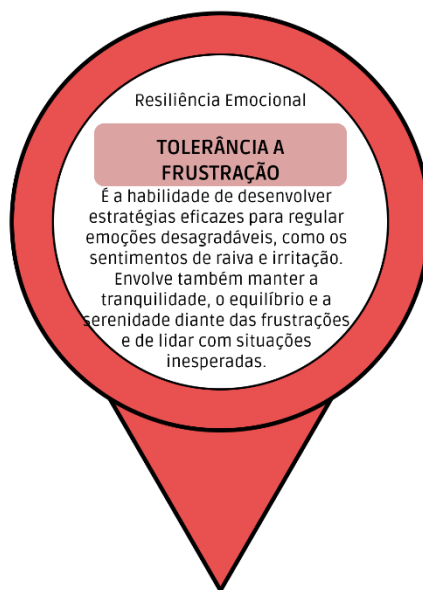 Resiliência Emocional
TOLERÂNCIA A
FRUSTRAÇÃO
É a habilidade de desenvolver
estratégias eficazes para regular
emoções desagradáveis, como os
sentimentos de raiva e irritação.
Envolve também manter a
tranquilidade, o equilíbrio e a
serenidade diante das frustrações
e de lidar com situações
inesperadas.